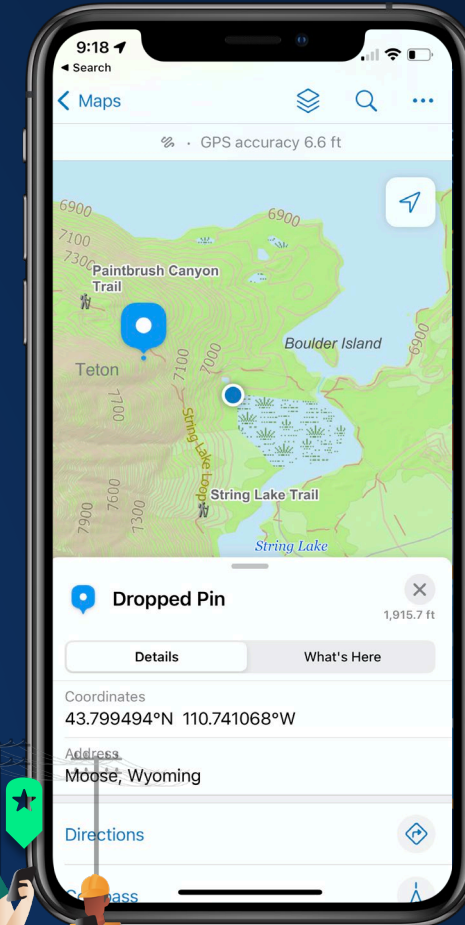 9:18
◄ Search
Maps
GPS accuracy 6.6 ft
6900
6900
7100
7300
Paintbrush Canyon
Trail
Boulder Island
6900
7000
7100
Teton
7700
String Lake Loop
7600
7900
7300
String Lake Trail
String Lake
Dropped Pin
1,915.7 ft
Details
What's Here
Coordinates
43.799494°N 110.741068°W
Address
Moose, Wyoming
Directions
Compass